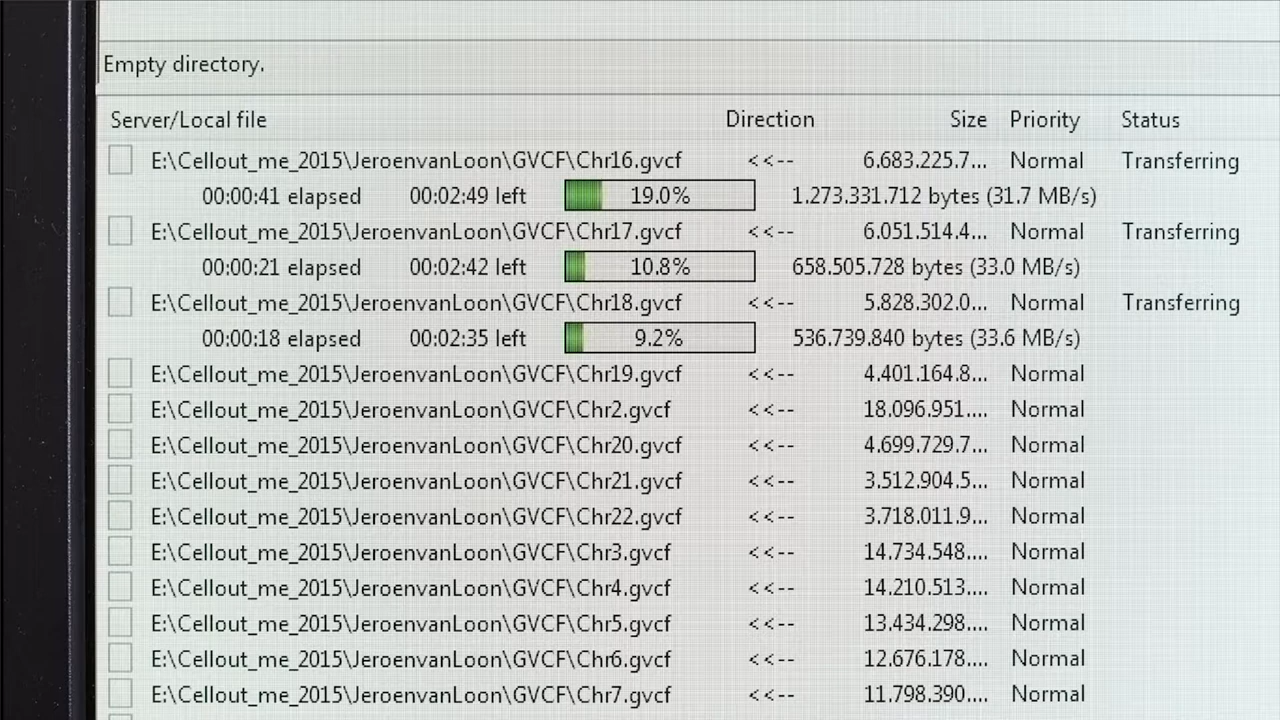 Empty directory.
Server/Local file Direction Size Priority Status
E:\Cellout_me_2015\JeroenvanLoon\GVCF\Chr16.gvcf <<-- 6.683.225.7... Normal Transferring
00:00:41 elapsed 00:02:49 left 19.0% 1.273.331.712 bytes (31.7 MB/s)
E:\Cellout_me_2015\JeroenvanLoon\GVCF\Chr17.gvcf <<-- 6.051.514.4... Normal Transferring
00:00:21 elapsed 00:02:42 left 10.8% 658.505.728 bytes (33.0 MB/s)
E:\Cellout_me_2015\JeroenvanLoon\GVCF\Chr18.gvcf <<-- 5.828.302.0... Normal Transferring
00:00:18 elapsed 00:02:35 left 9.2% 536.739.840 bytes (33.6 MB/s)
E:\Cellout_me_2015\JeroenvanLoon\GVCF\Chr19.gvcf <<-- 4.401.164.8... Normal
E:\Cellout_me_2015\JeroenvanLoon\GVCF\Chr2.gvcf <<-- 18.096.951.... Normal
E:\Cellout_me_2015\JeroenvanLoon\GVCF\Chr20.gvcf <<-- 4.699.729.7... Normal
E:\Cellout_me_2015\JeroenvanLoon\GVCF\Chr21.gvcf <<-- 3.512.904.5... Normal
E:\Cellout_me_2015\JeroenvanLoon\GVCF\Chr22.gvcf <<-- 3.718.011.9... Normal
E:\Cellout_me_2015\JeroenvanLoon\GVCF\Chr3.gvcf <<-- 14.734.548.... Normal
E:\Cellout_me_2015\JeroenvanLoon\GVCF\Chr4.gvcf <<-- 14.210.513.... Normal
E:\Cellout_me_2015\JeroenvanLoon\GVCF\Chr5.gvcf <<-- 13.434.298.... Normal
E:\Cellout_me_2015\JeroenvanLoon\GVCF\Chr6.gvcf <<-- 12.676.178.... Normal
E:\Cellout_me_2015\JeroenvanLoon\GVCF\Chr7.gvcf <<-- 11.798.390.... Normal